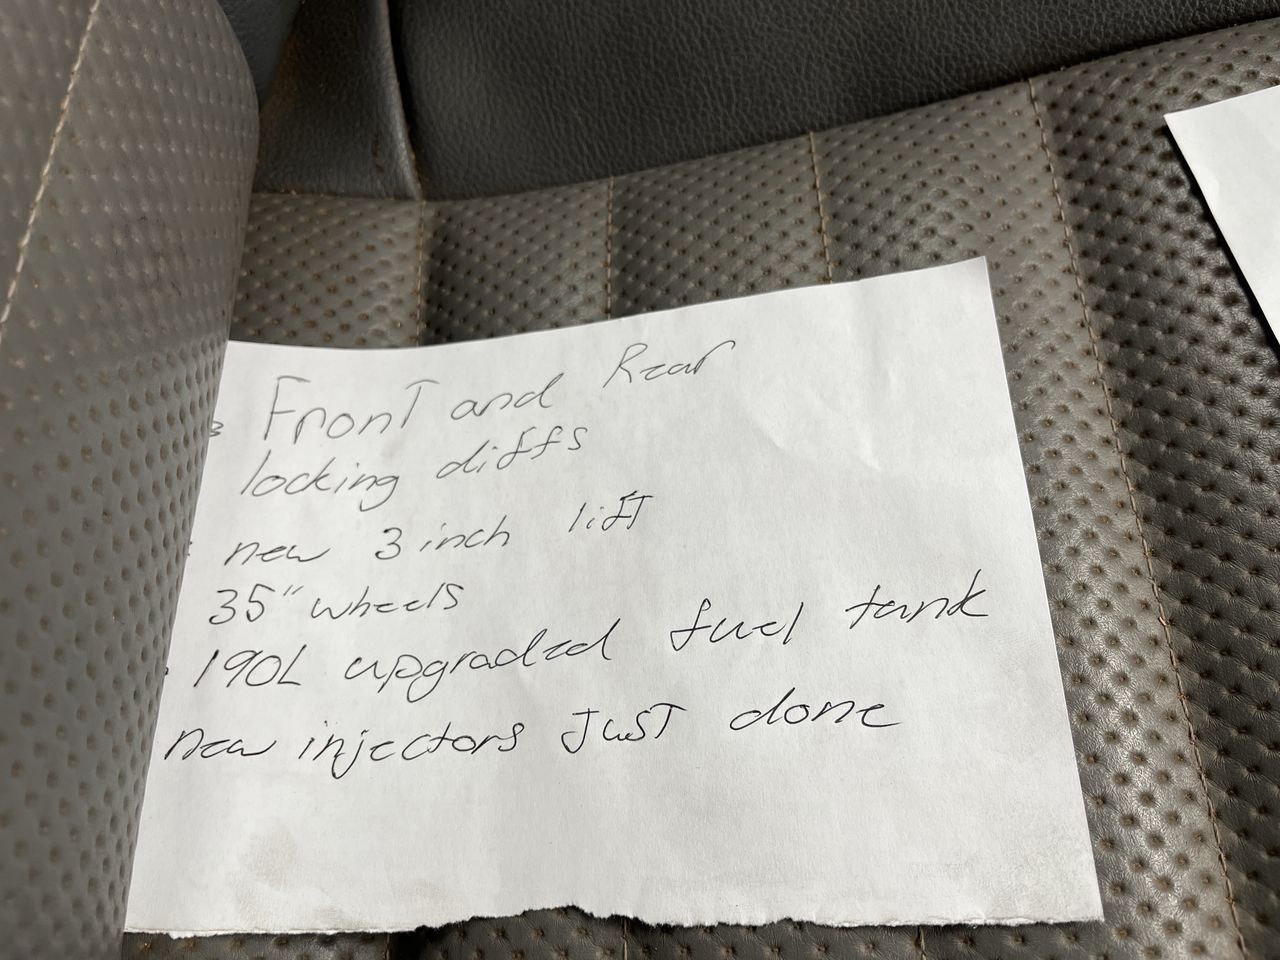 Front and Rear
locking diffs
new 3 inch lift
35" wheels
190L upgraded fuel tank
new injectors Just done